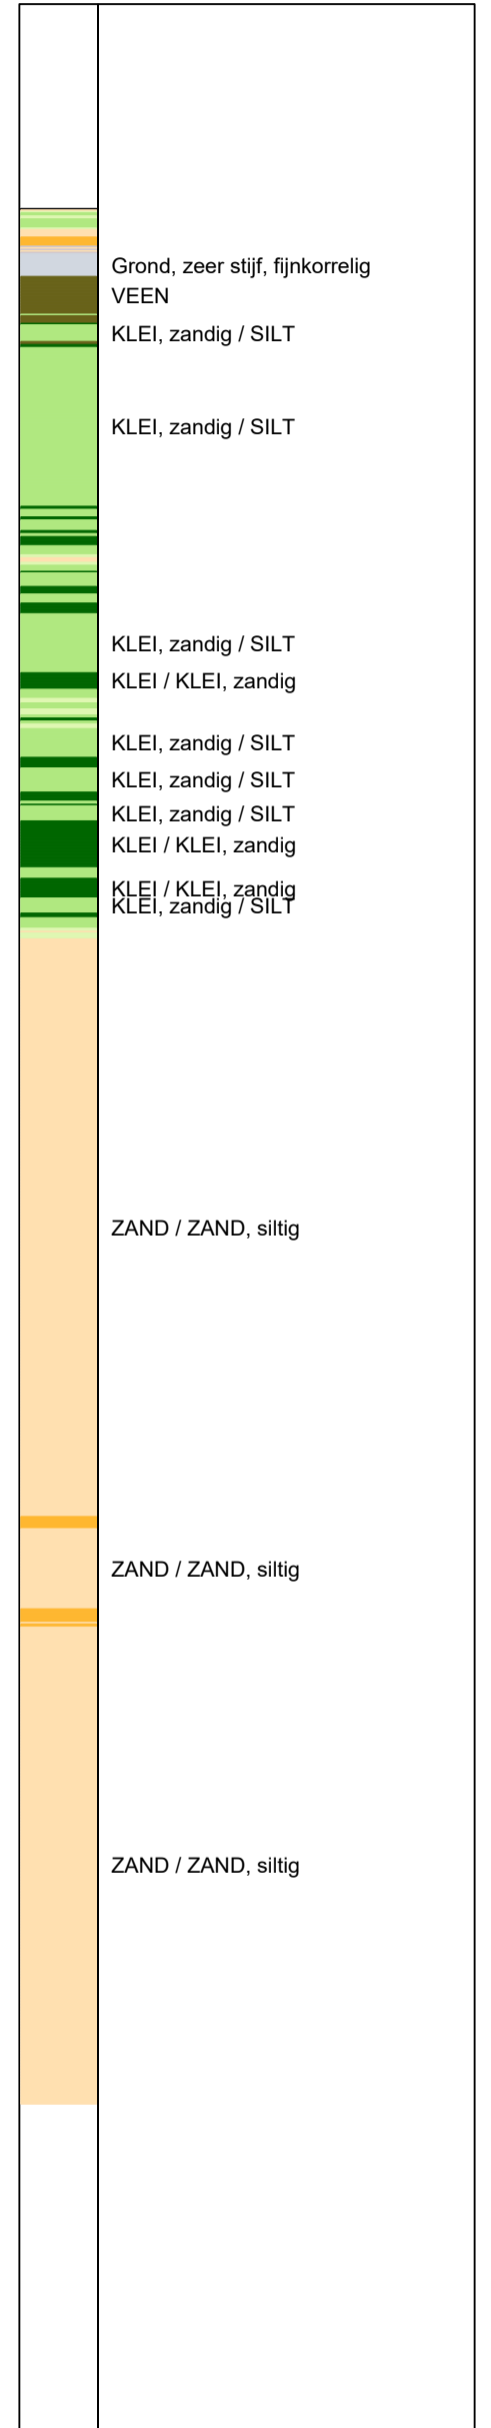 Grond, zeer stijf, fijnkorrelig
VEEN
KLEI, zandig / SILT
KLEI, zandig / SILT
KLEI, zandig / SILT
KLEI / KLEI, zandig
KLEI, zandig / SILT
KLEI, zandig / SILT
KLEI, zandig / SILT
KLEI / KLEI, zandig
KLEI / KLEI, zandig
KLEI, zandig / SILT
ZAND / ZAND, siltig
ZAND / ZAND, siltig
ZAND / ZAND, siltig